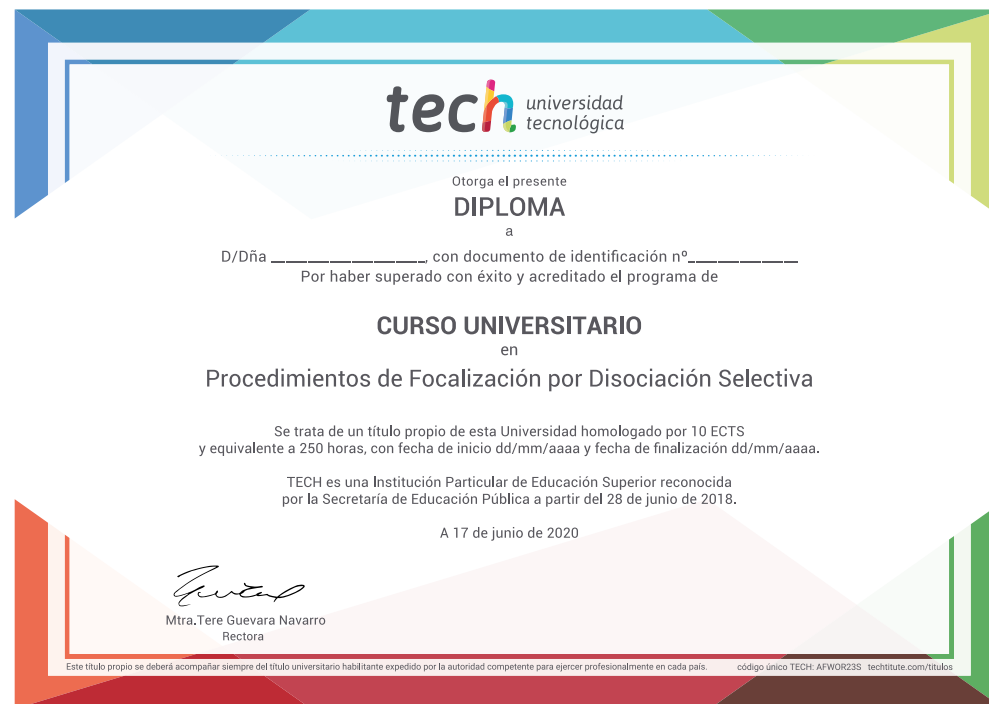 tech universidad
tecnológica
Otorga el presente
DIPLOMA
a
D/Dña ______________________, con documento de identificación nº_______________
Por haber superado con éxito y acreditado el programa de
CURSO UNIVERSITARIO
en
Procedimientos de Focalización por Disociación Selectiva
Se trata de un título propio de esta Universidad homologado por 10 ECTS
y equivalente a 250 horas, con fecha de inicio dd/mm/aaaa y fecha de finalización dd/mm/aaaa.
TECH es una Institución Particular de Educación Superior reconocida
por la Secretaría de Educación Pública a partir del 28 de junio de 2018.
A 17 de junio de 2020
Mtra.Tere Guevara Navarro
Rectora
Este título propio se deberá acompañar siempre del título universitario habilitante expedido por la autoridad competente para ejercer profesionalmente en cada país. código único TECH: AFWOR23S techtitute.com/titulos